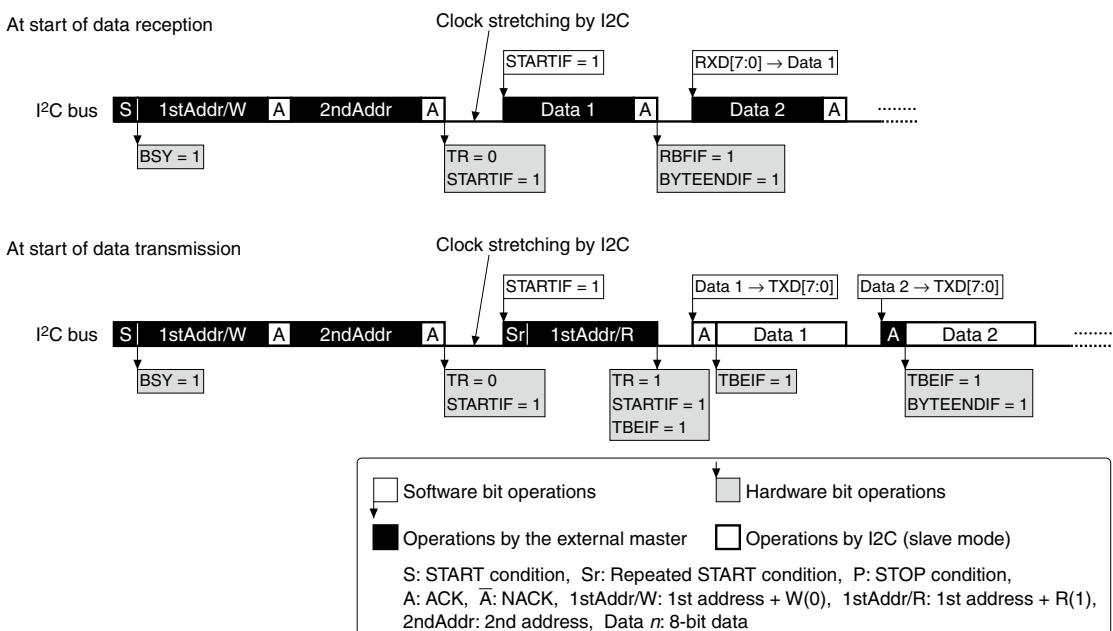 At start of data reception
Clock stretching by I2C
STARTIF = 1
RXD[7:0] → Data 1
I²C bus S 1stAddr/W A 2ndAddr A Data 1 A Data 2 A
BSY = 1
TR = 0
STARTIF = 1
RBFIF = 1
BYTEENDIF = 1
At start of data transmission
Clock stretching by I2C
STARTIF = 1
Data 1 → TXD[7:0]
Data 2 → TXD[7:0]
I²C bus S 1stAddr/W A 2ndAddr A Sr 1stAddr/R A Data 1 A Data 2
BSY = 1
TR = 0
STARTIF = 1
TR = 1
STARTIF = 1
TBEIF = 1
TBEIF = 1
TBEIF = 1
BYTEENDIF = 1
Software bit operations
Hardware bit operations
Operations by the external master
Operations by I2C (slave mode)
S: START condition, Sr: Repeated START condition, P: STOP condition,
A: ACK, A̅: NACK, 1stAddr/W: 1st address + W(0), 1stAddr/R: 1st address + R(1),
2ndAddr: 2nd address, Data n: 8-bit data